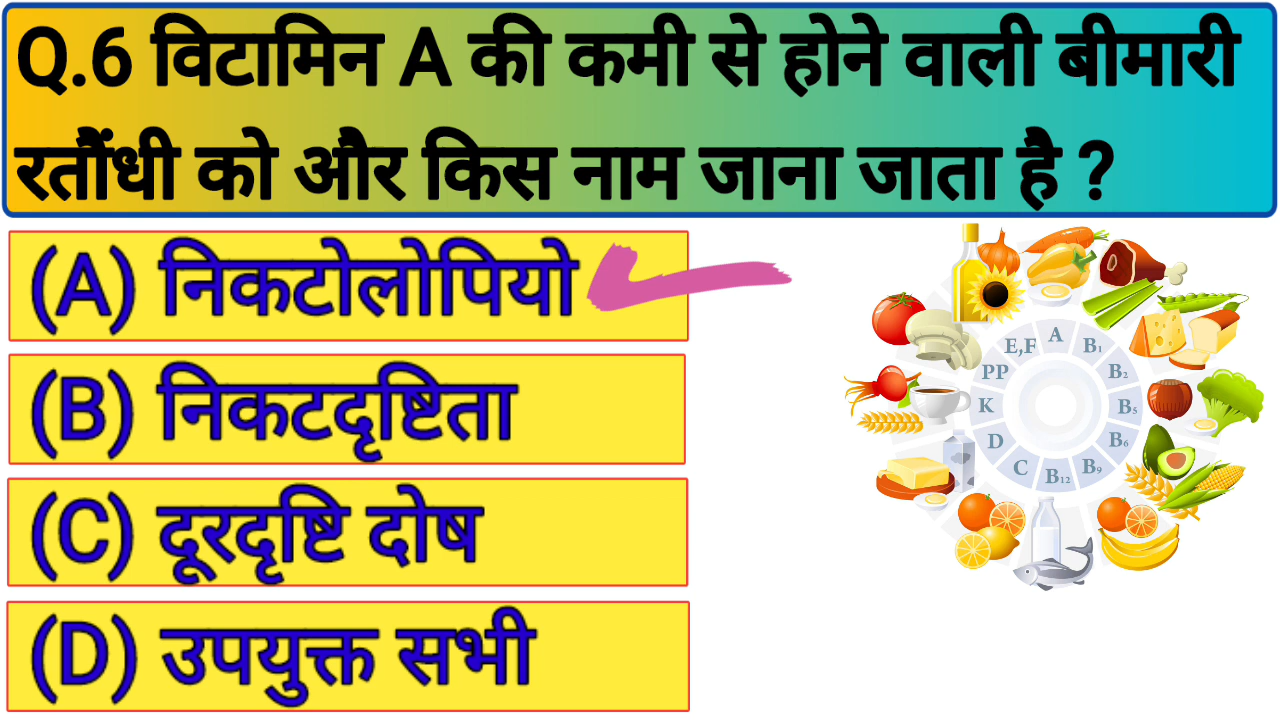 Q.6 विटामिन A की कमी से होने वाली बीमारी
रतौंधी को और किस नाम जाना जाता है ?
(A) निकटोलोपियो
(B) निकटदृष्टिता
(C) दूरदृष्टि दोष
(D) उपयुक्त सभी
A
B₁
B₂
B₅
B₆
B₉
B₁₂
C
D
K
PP
E,F